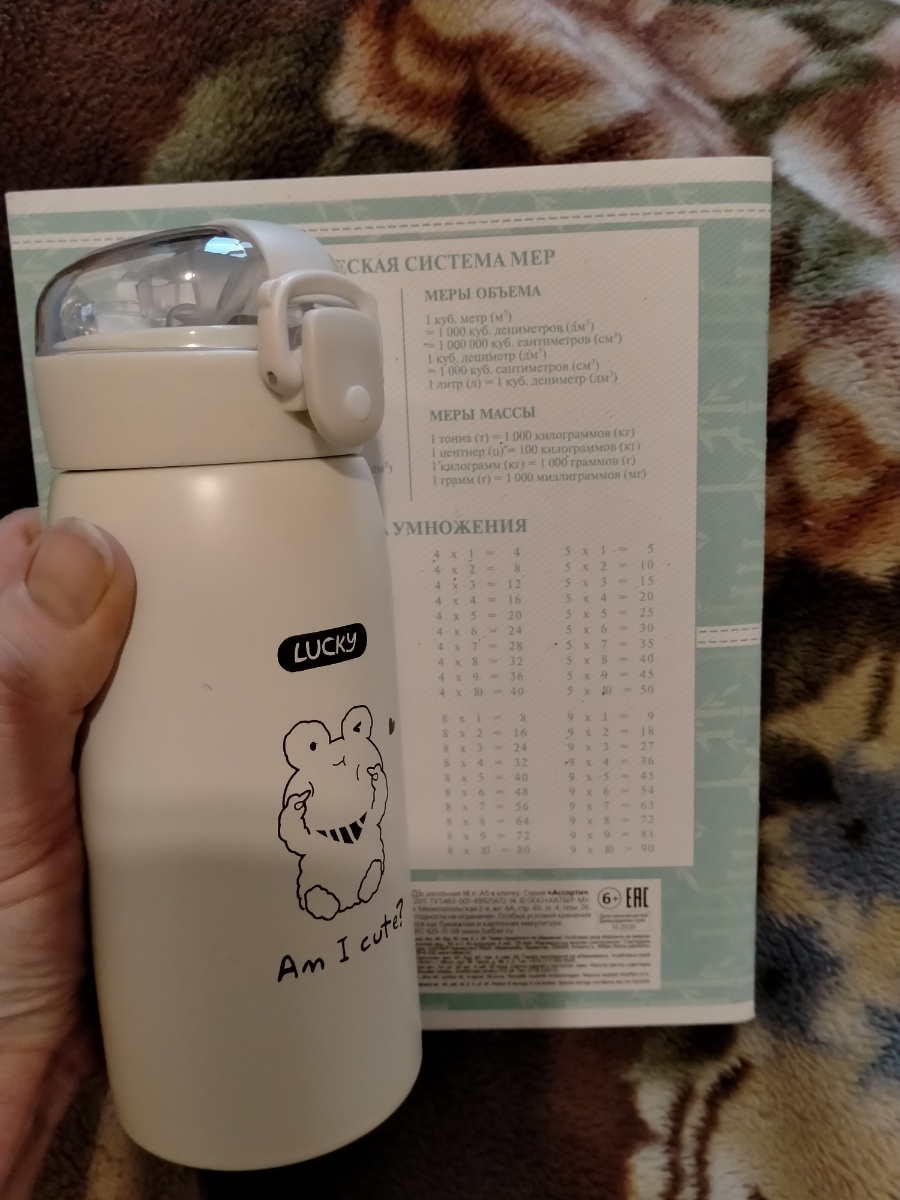 ЕСКАЯ СИСТЕМА МЕР
МЕРЫ ОБЪЕМА
1 куб. метр (м³)
= 1 000 куб. дециметров (дм³)
= 1 000 000 куб. сантиметров (см³)
1 куб. дециметр (дм³)
= 1 000 куб. сантиметров (см³)
1 литр (л) = 1 куб. дециметр (дм³)
МЕРЫ МАССЫ
1 тонна (т) = 1 000 килограммов (кг)
1 центнер (ц) = 100 килограммов (кг)
1 килограмм (кг) = 1 000 граммов (г)
1 грамм (г) = 1 000 миллиграммов (мг)
УМНОЖЕНИЯ
4 x 1 = 4 5 x 1 = 5
4 x 2 = 8 5 x 2 = 10
4 x 3 = 12 5 x 3 = 15
4 x 4 = 16 5 x 4 = 20
4 x 5 = 20 5 x 5 = 25
4 x 6 = 24 5 x 6 = 30
4 x 7 = 28 5 x 7 = 35
4 x 8 = 32 5 x 8 = 40
4 x 9 = 36 5 x 9 = 45
4 x 10 = 40 5 x 10 = 50
8 x 1 = 8 9 x 1 = 9
8 x 2 = 16 9 x 2 = 18
8 x 3 = 24 9 x 3 = 27
8 x 4 = 32 9 x 4 = 36
8 x 5 = 40 9 x 5 = 45
8 x 6 = 48 9 x 6 = 54
8 x 7 = 56 9 x 7 = 63
8 x 8 = 64 9 x 8 = 72
8 x 9 = 72 9 x 9 = 81
8 x 10 = 80 9 x 10 = 90
LUCKY
Am I cute?
школьная 18 л. А5 в клетку. Серия «Ассорти»
6+ EAC